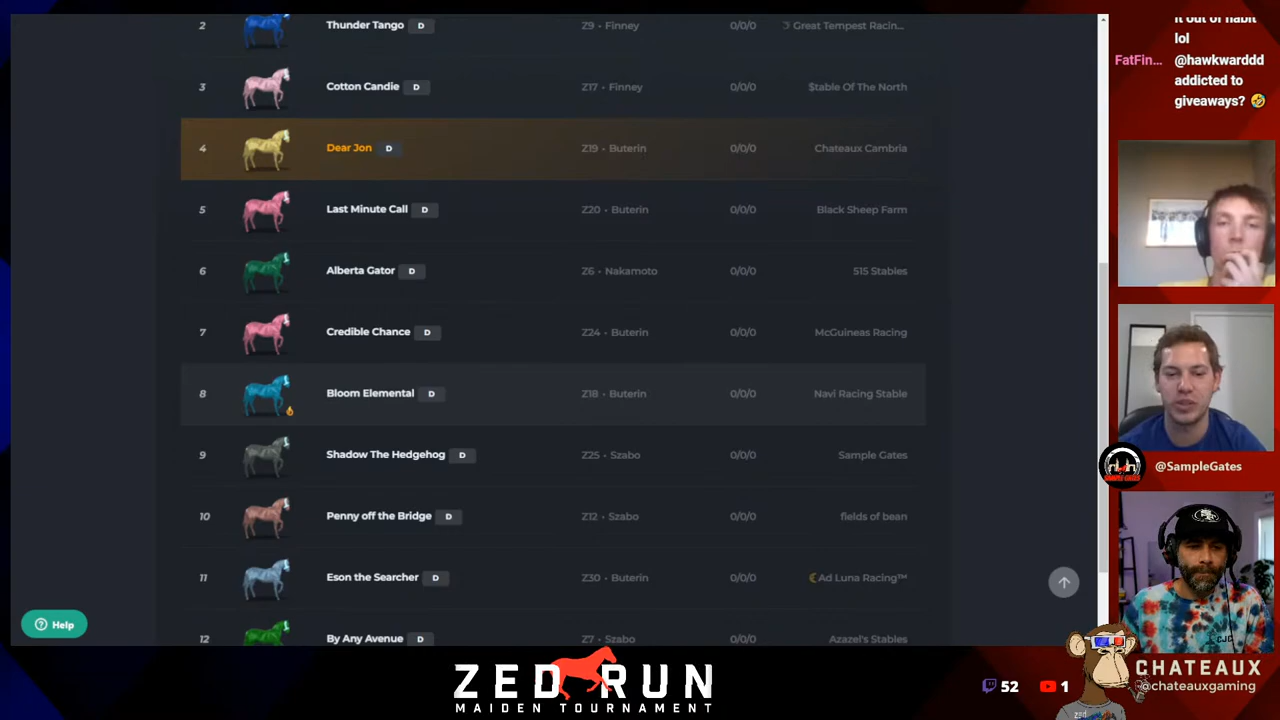 2 Thunder Tango D Z9 • Finney 0/0/0 Great Tempest Racin...
3 Cotton Candie D Z17 • Finney 0/0/0 $table Of The North
4 Dear Jon D Z19 • Buterin 0/0/0 Chateaux Cambria
5 Last Minute Call D Z20 • Buterin 0/0/0 Black Sheep Farm
6 Alberta Gator D Z6 • Nakamoto 0/0/0 515 Stables
7 Credible Chance D Z24 • Buterin 0/0/0 McGuineas Racing
8 Bloom Elemental D Z18 • Buterin 0/0/0 Navi Racing Stable
9 Shadow The Hedgehog D Z25 • Szabo 0/0/0 Sample Gates
10 Penny off the Bridge D Z12 • Szabo 0/0/0 fields of bean
11 Eson the Searcher D Z30 • Buterin 0/0/0 Ad Luna Racing™
12 By Any Avenue D Z7 • Szabo 0/0/0 Azazel's Stables
Help
it out of habit
lol
FatFin... @hawkwarddd
addicted to
giveaways? 🤣
SAMPLE GATES
@SampleGates
CJC
ZED RUN
MAIDEN TOURNAMENT
52
1
CHATEAUX
@chateauxgaming